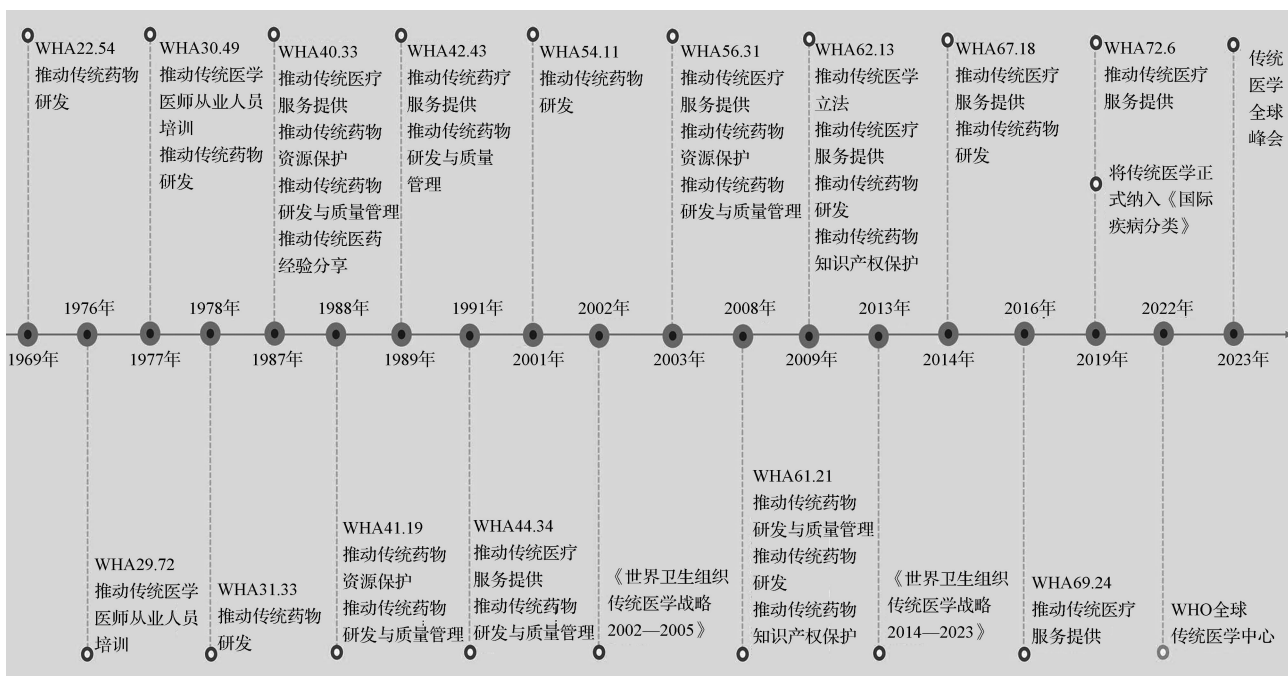 WHA22.54
推动传统药物
研发
WHA30.49
推动传统医学
医师从业人员
培训
推动传统药物
研发
WHA40.33
推动传统医疗
服务提供
推动传统药物
资源保护
推动传统药物
研发与质量管理
推动传统医药
经验分享
WHA42.43
推动传统药疗
服务提供
推动传统药物
研发与质量
管理
WHA54.11
推动传统药物
研发
WHA56.31
推动传统医疗
服务提供
推动传统药物
资源保护
推动传统药物
研发与质量管理
WHA62.13
推动传统医学
立法
推动传统医疗
服务提供
推动传统药物
研发
推动传统药物
知识产权保护
WHA67.18
推动传统医疗
服务提供
推动传统药物
研发
WHA72.6
推动传统医疗
服务提供
将传统医学正
式纳入《国际
疾病分类》
传统
医学
全球
峰会
1976年
1978年
1988年
1991年
2002年
2008年
2013年
2016年
2022年
1969年
1977年
1987年
1989年
2001年
2003年
2009年
2014年
2019年
2023年
WHA29.72
推动传统医学
医师从业人员
培训
WHA31.33
推动传统药物
研发
WHA41.19
推动传统药物
资源保护
推动传统药物
研发与质量管理
WHA44.34
推动传统医疗
服务提供
推动传统药物
研发与质量管理
《世界卫生组织
传统医学战略
2002—2005》
WHA61.21
推动传统药物
研发与质量管理
推动传统药物
研发
推动传统药物
知识产权保护
《世界卫生组织
传统医学战略
2014—2023》
WHA69.24
推动传统医疗
服务提供
WHO全球
传统医学中心